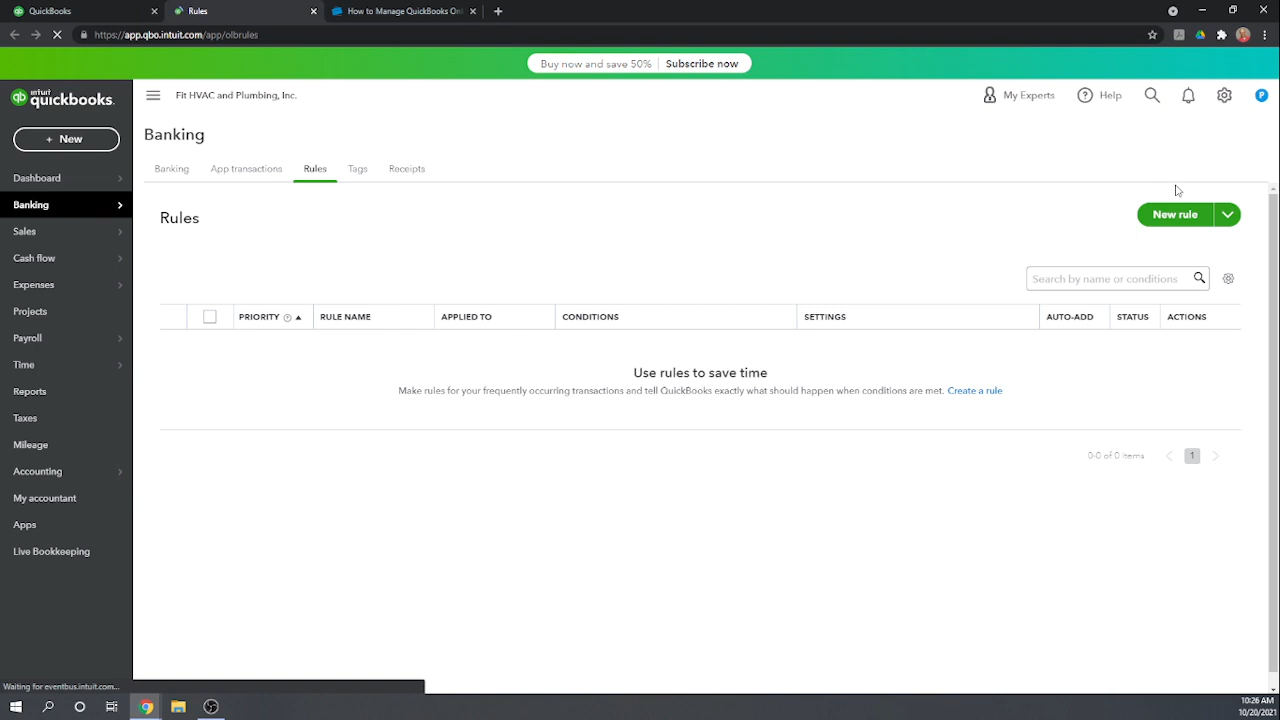 QuickBooks
Rules
How to Manage QuickBooks Onl
https://app.qbo.intuit.com/app/olbrules
Buy now and save 50% Subscribe now
intuit
quickbooks.
Fit HVAC and Plumbing, Inc.
My Experts
Help
P
+ New
Banking
Banking App transactions Rules Tags Receipts
Dashboard
Banking
Sales
Cash flow
Expenses
Projects
Payroll
Time
Reports
Taxes
Mileage
Accounting
My accountant
Apps
Live Bookkeeping
Rules
New rule
Search by name or conditions
PRIORITY RULE NAME APPLIED TO CONDITIONS SETTINGS AUTO-ADD STATUS ACTIONS
Use rules to save time
Make rules for your frequently occurring transactions and tell QuickBooks exactly what should happen when conditions are met. Create a rule
0-0 of 0 items 1
Waiting for eventbus.intuit.com...
10:26 AM
10/20/2021